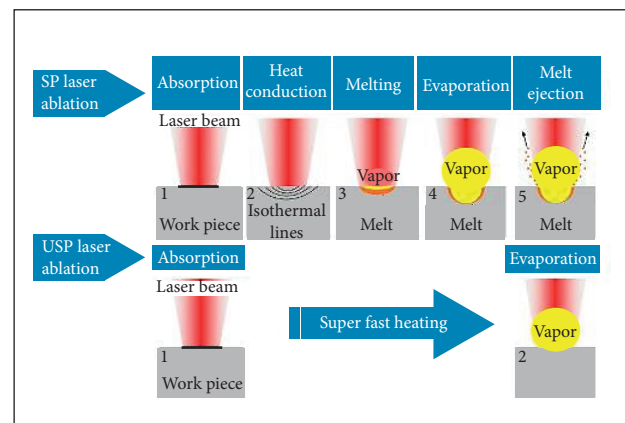 SP laser
ablation
Absorption
Heat
conduction
Melting
Evaporation
Melt
ejection
Laser beam
1
Work piece
2
Isothermal
lines
Vapor
3
Melt
Vapor
4
Melt
Vapor
5
Melt
USP laser
ablation
Absorption
Laser beam
1
Work piece
Super fast heating
Evaporation
Vapor
2